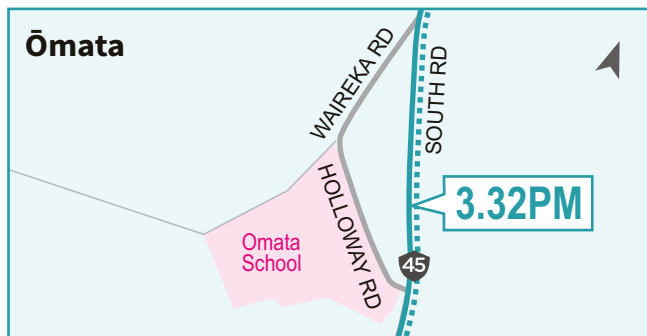 Ōmata
WAIREKA RD
SOUTH RD
HOLLOWAY RD
3.32PM
Omata
School
45